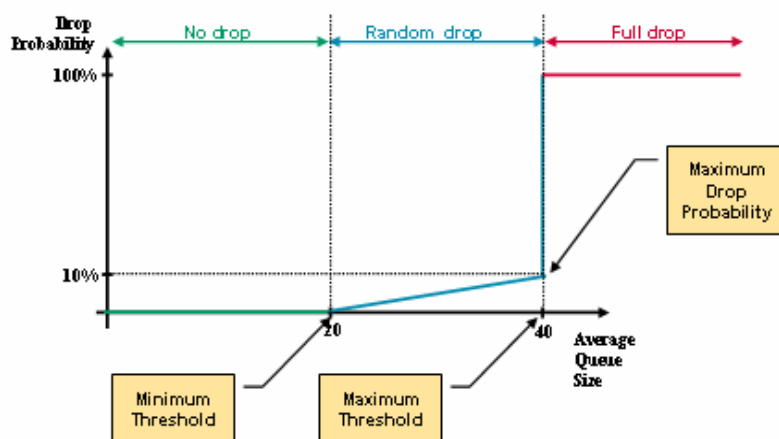 Drop
Probability
No drop
Random drop
Full drop
100%
Maximum
Drop
Probability
10%
20
40
Average
Queue
Size
Minimum
Threshold
Maximum
Threshold